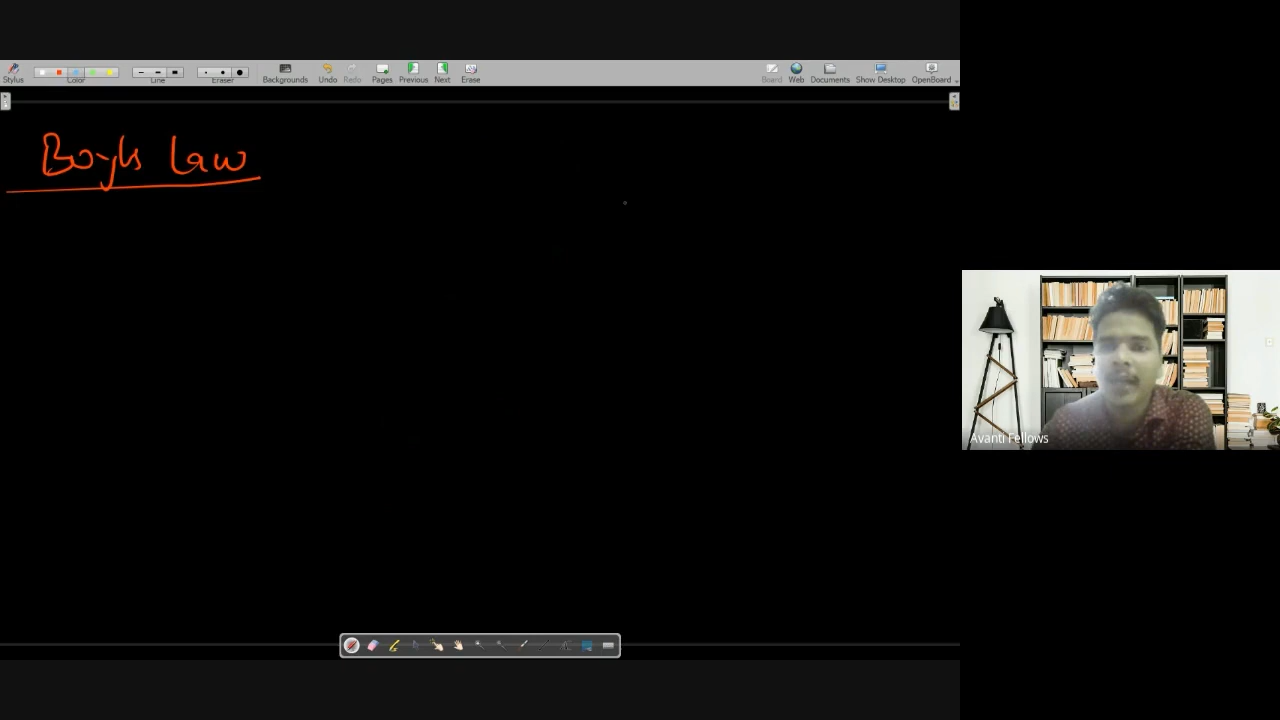 Stylus Color Line Eraser Backgrounds Undo Redo Pages Previous Next Erase Board Web Documents Show Desktop OpenBoard
Boyls Law
Avanti Fellows